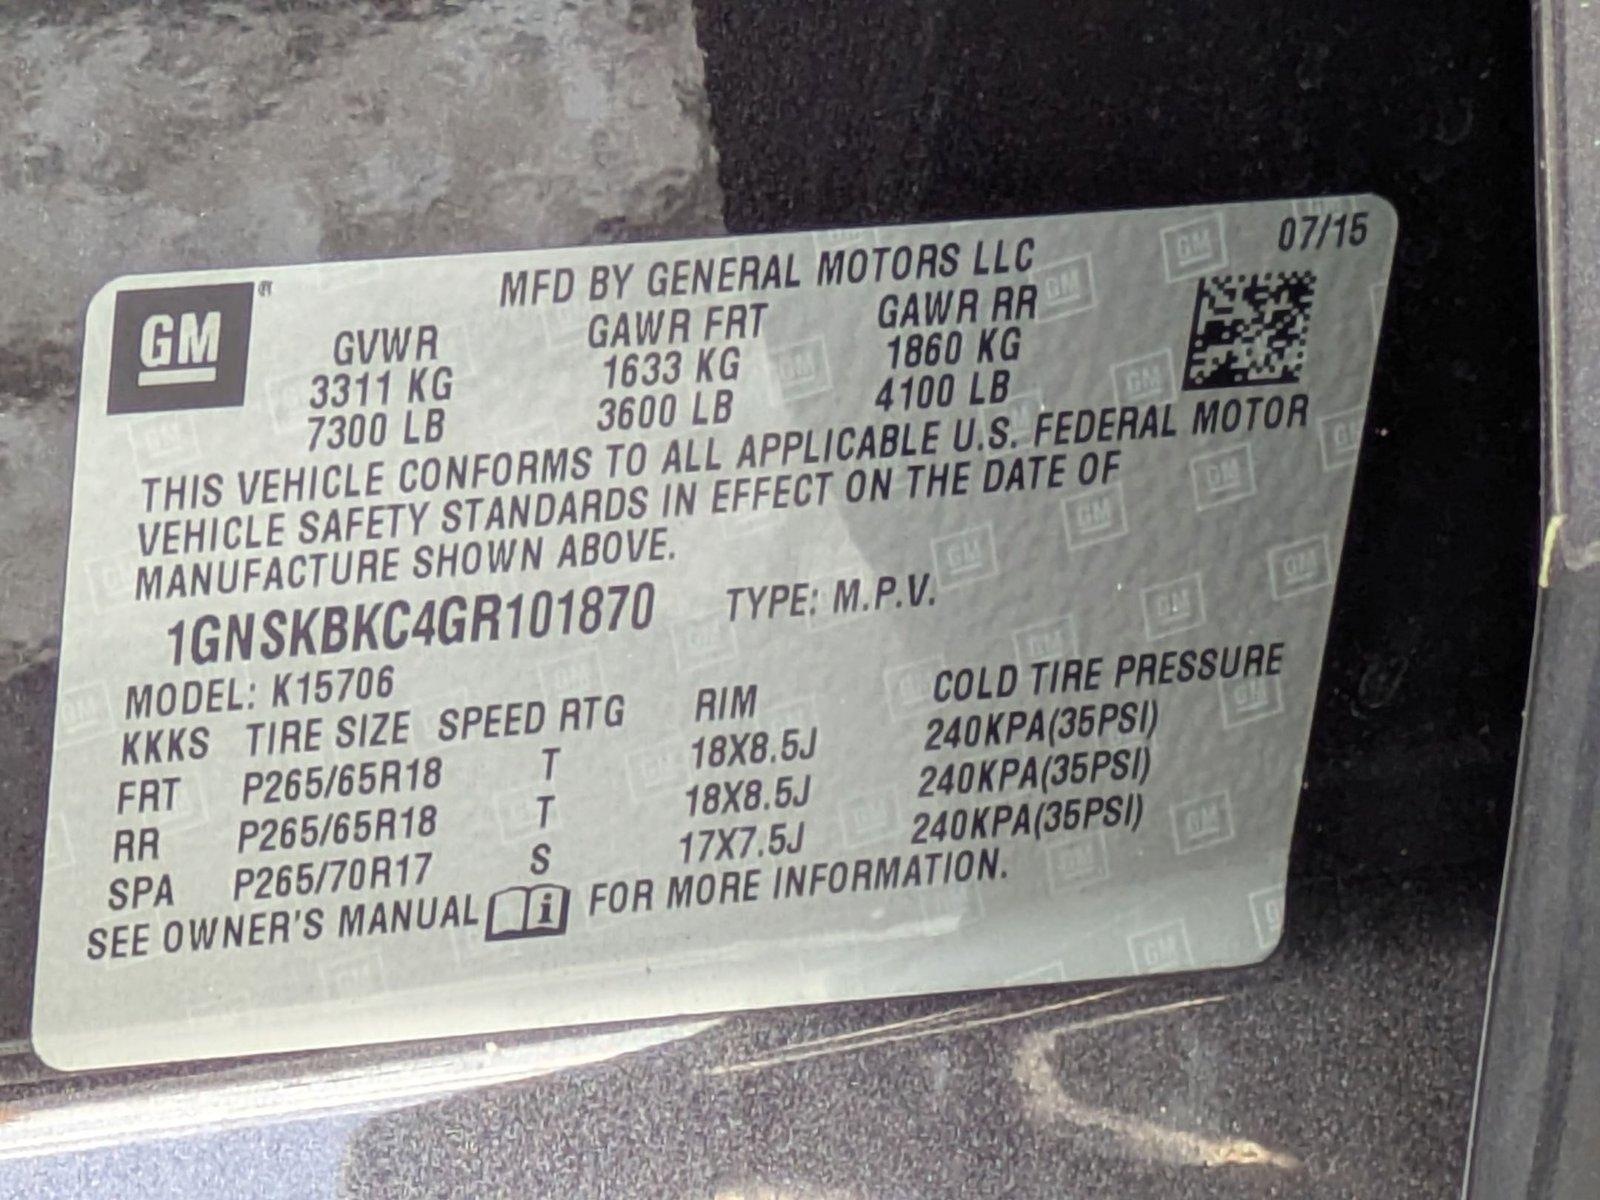 07/15
GM ®
MFD BY GENERAL MOTORS LLC
GVWR GAWR FRT GAWR RR
3311 KG 1633 KG 1860 KG
7300 LB 3600 LB 4100 LB
THIS VEHICLE CONFORMS TO ALL APPLICABLE U.S. FEDERAL MOTOR
VEHICLE SAFETY STANDARDS IN EFFECT ON THE DATE OF
MANUFACTURE SHOWN ABOVE.
1GNSKBKC4GR101870 TYPE: M.P.V.
MODEL: K15706
KKKS TIRE SIZE SPEED RTG RIM COLD TIRE PRESSURE
FRT P265/65R18 T 18X8.5J 240KPA(35PSI)
RR P265/65R18 T 18X8.5J 240KPA(35PSI)
SPA P265/70R17 S 17X7.5J 240KPA(35PSI)
SEE OWNER'S MANUAL i FOR MORE INFORMATION.